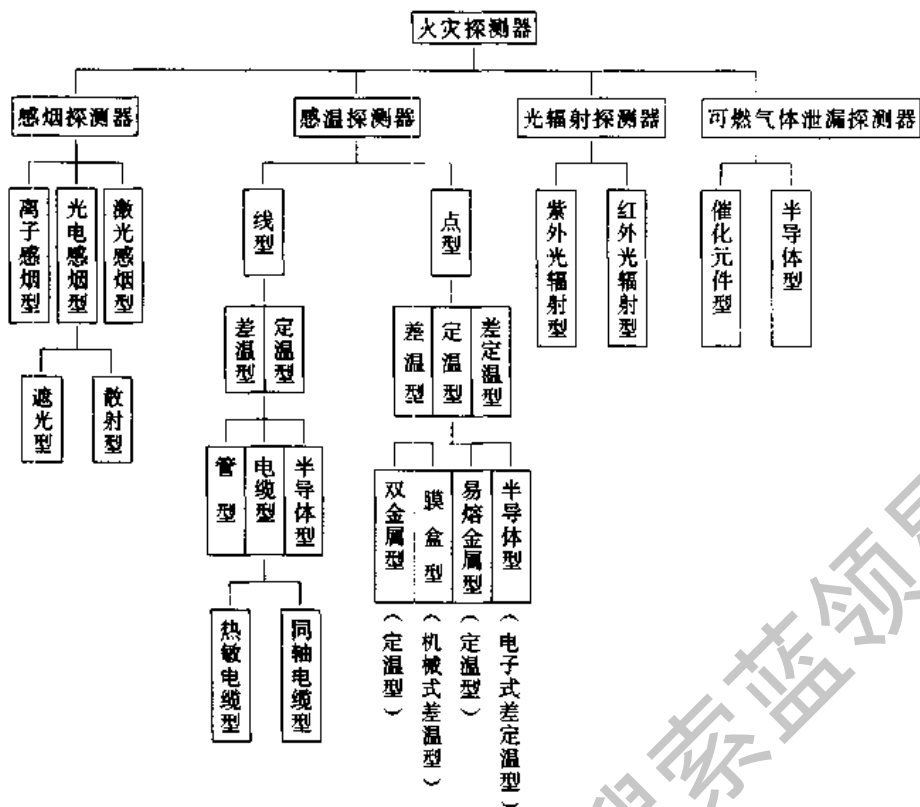 火灾探测器
感烟探测器
感温探测器
光辐射探测器
可燃气体泄漏探测器
离子感烟型
光电感烟型
激光感烟型
线型
点型
紫外光辐射型
红外光辐射型
催化元件型
半导体型
差温型
定温型
差温型
定温型
差定温型
遮光型
散射型
管型
电缆型
半导体型
双金属型
膜盒型
易熔金属型
半导体型
热敏电缆型
同轴电缆型
（定温型）
（机械式差温型）
（定温型）
（电子式差定温型）
搜索蓝领星